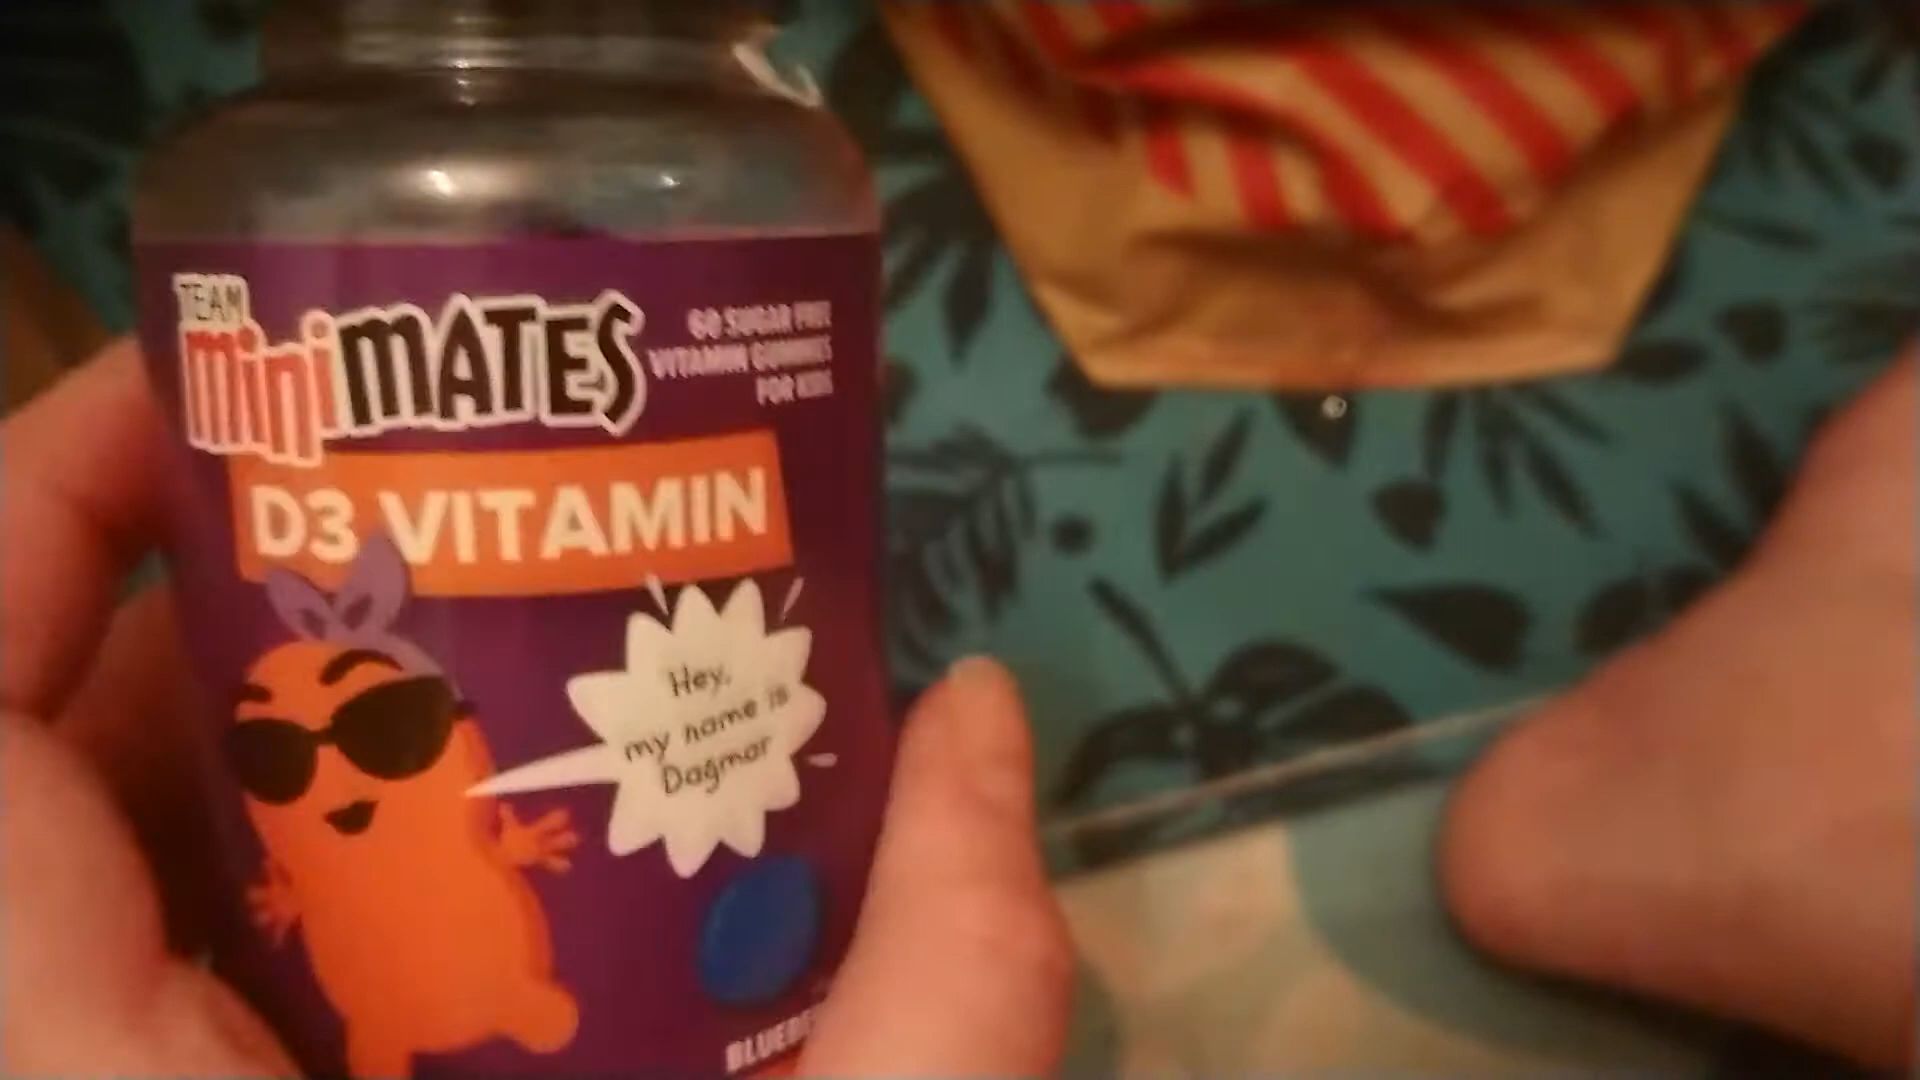 TEAM
miniMATES
60 SUGAR FREE
VITAMIN GUMMIES
FOR KIDS
D3 VITAMIN
Hey,
my name is
Dagmar